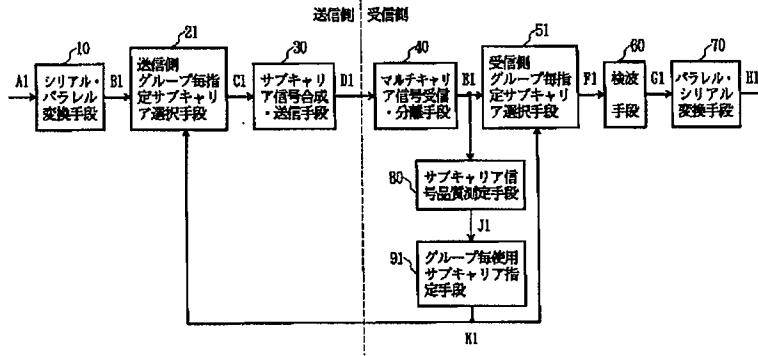 送信側
受信側
10
21
30
40
51
60
70
A1
シリアル・
パラレル
変換手段
B1
送信側
グループ毎指
定サブキャリ
ア選択手段
C1
サブキャリ
ア信号合成
・送信手段
D1
マルチキャリ
ア信号受信
・分離手段
E1
受信側
グループ毎指
定サブキャリ
ア選択手段
F1
検波
手段
G1
パラレル・
シリアル
変換手段
H1
80
サブキャリア信
号品質測定手段
J1
91
グループ毎使用
サブキャリア指
定手段
K1